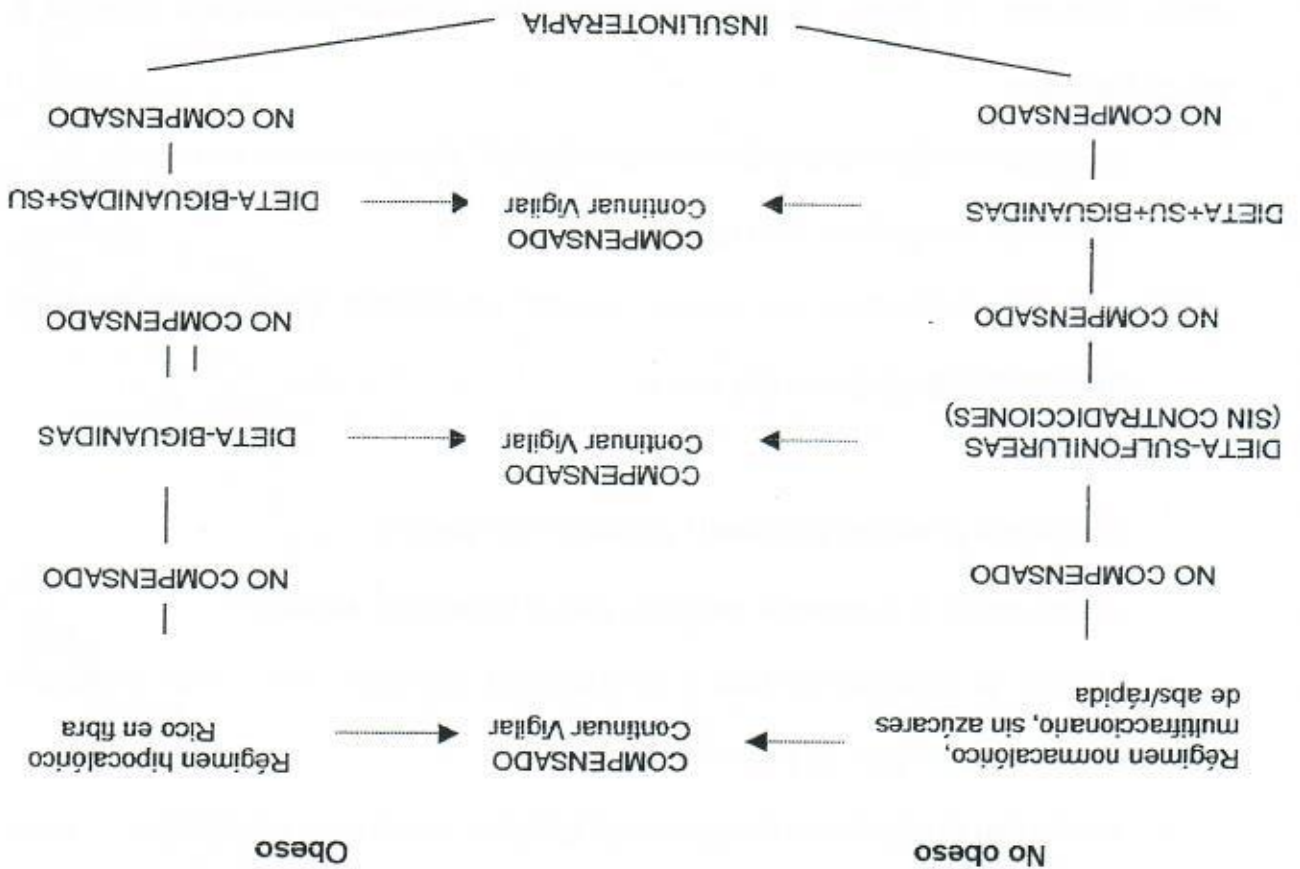 No obeso
Obeso
Régimen normacalórico,
multifraccionario, sin azúcares
de abs/rápida
COMPENSADO
Continuar Vigilar
Régimen hipocalórico
Rico en fibra
NO COMPENSADO
NO COMPENSADO
DIETA-SULFONILUREAS
(SIN CONTRADICCIONES)
COMPENSADO
Continuar Vigilar
DIETA-BIGUANIDAS
NO COMPENSADO
NO COMPENSADO
DIETA+SU+BIGUANIDAS
COMPENSADO
Continuar Vigilar
DIETA-BIGUANIDAS+SU
NO COMPENSADO
NO COMPENSADO
INSULINOTERAPIA